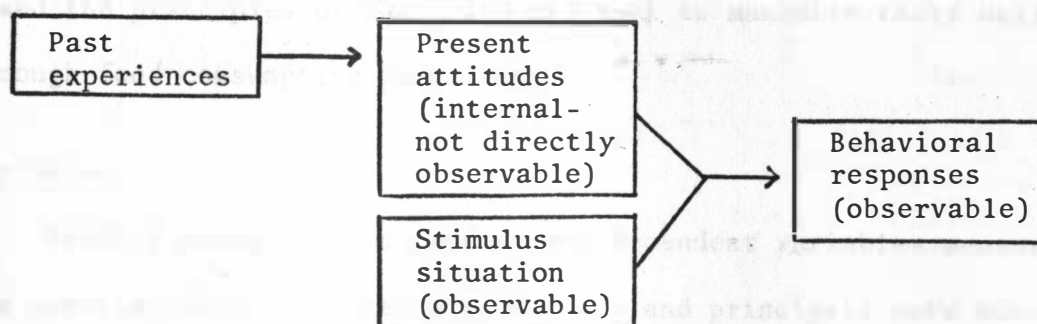 Past
experiences
Present
attitudes
(internal-
not directly
observable)
Stimulus
situation
(observable)
Behavioral
responses
(observable)